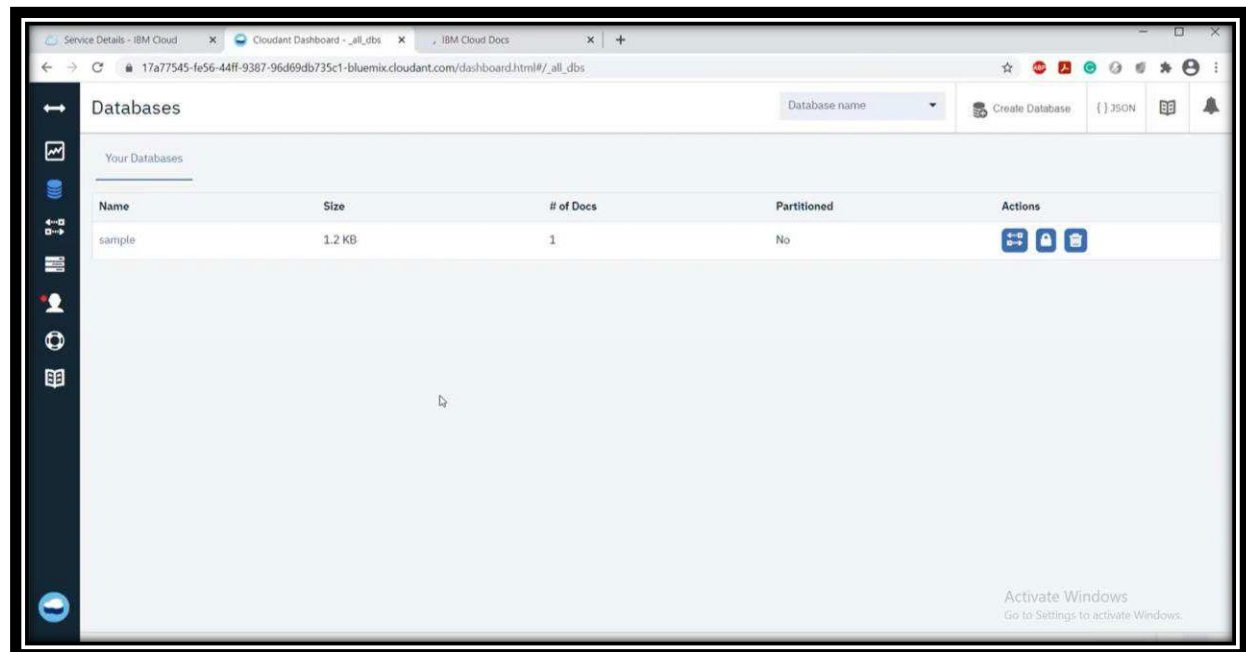 Service Details - IBM Cloud
Cloudant Dashboard - _all_dbs
IBM Cloud Docs
17a77545-fe56-44ff-9387-96d69db735c1-bluemix.cloudant.com/dashboard.html#/_all_dbs
ABP
Databases
Database name
Create Database
{ } JSON
Your Databases
Name Size # of Docs Partitioned Actions
sample 1.2 KB 1 No
Activate Windows
Go to Settings to activate Windows.